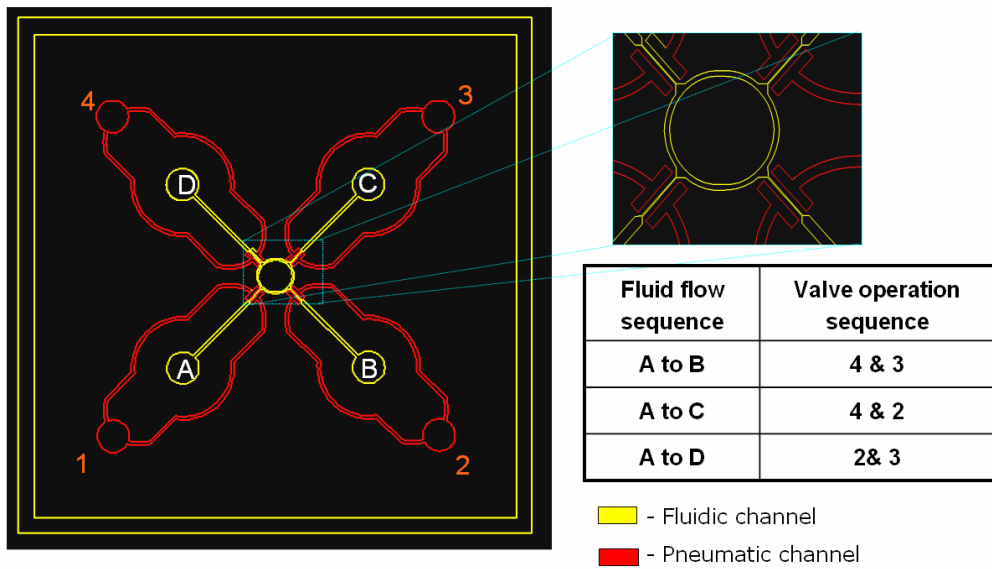 4
3
D
C
A
B
1
2
Fluid flow sequence
Valve operation sequence
A to B
4 & 3
A to C
4 & 2
A to D
2& 3
- Fluidic channel
- Pneumatic channel